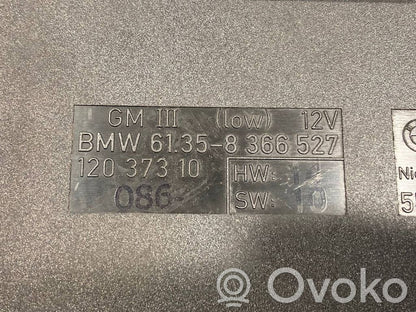 GM III (low) 12V
BMW 61.35-8 366 527
120 373 10
HW:
086-
SW: 10
Ovoko